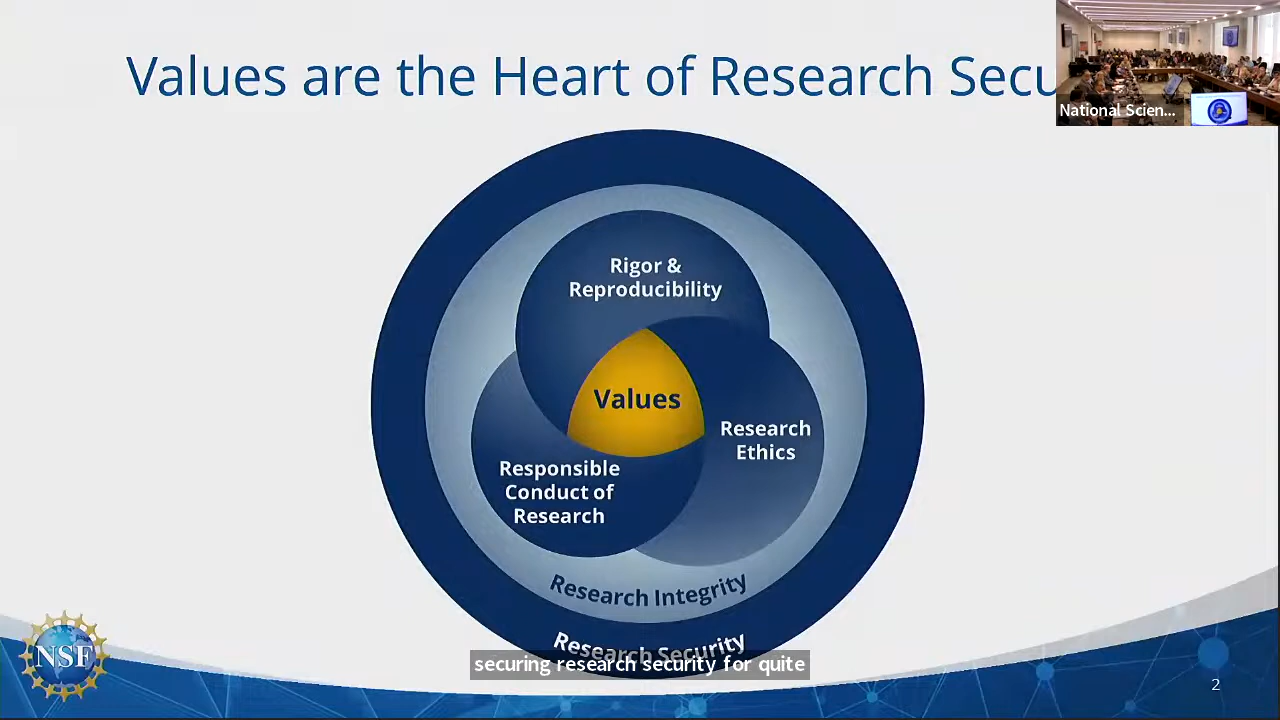 Values are the Heart of Research Secu
National Scien...
Rigor &
Reproducibility
Values
Research
Ethics
Responsible
Conduct of
Research
Research Integrity
Research Security
securing research security for quite
NSF
2